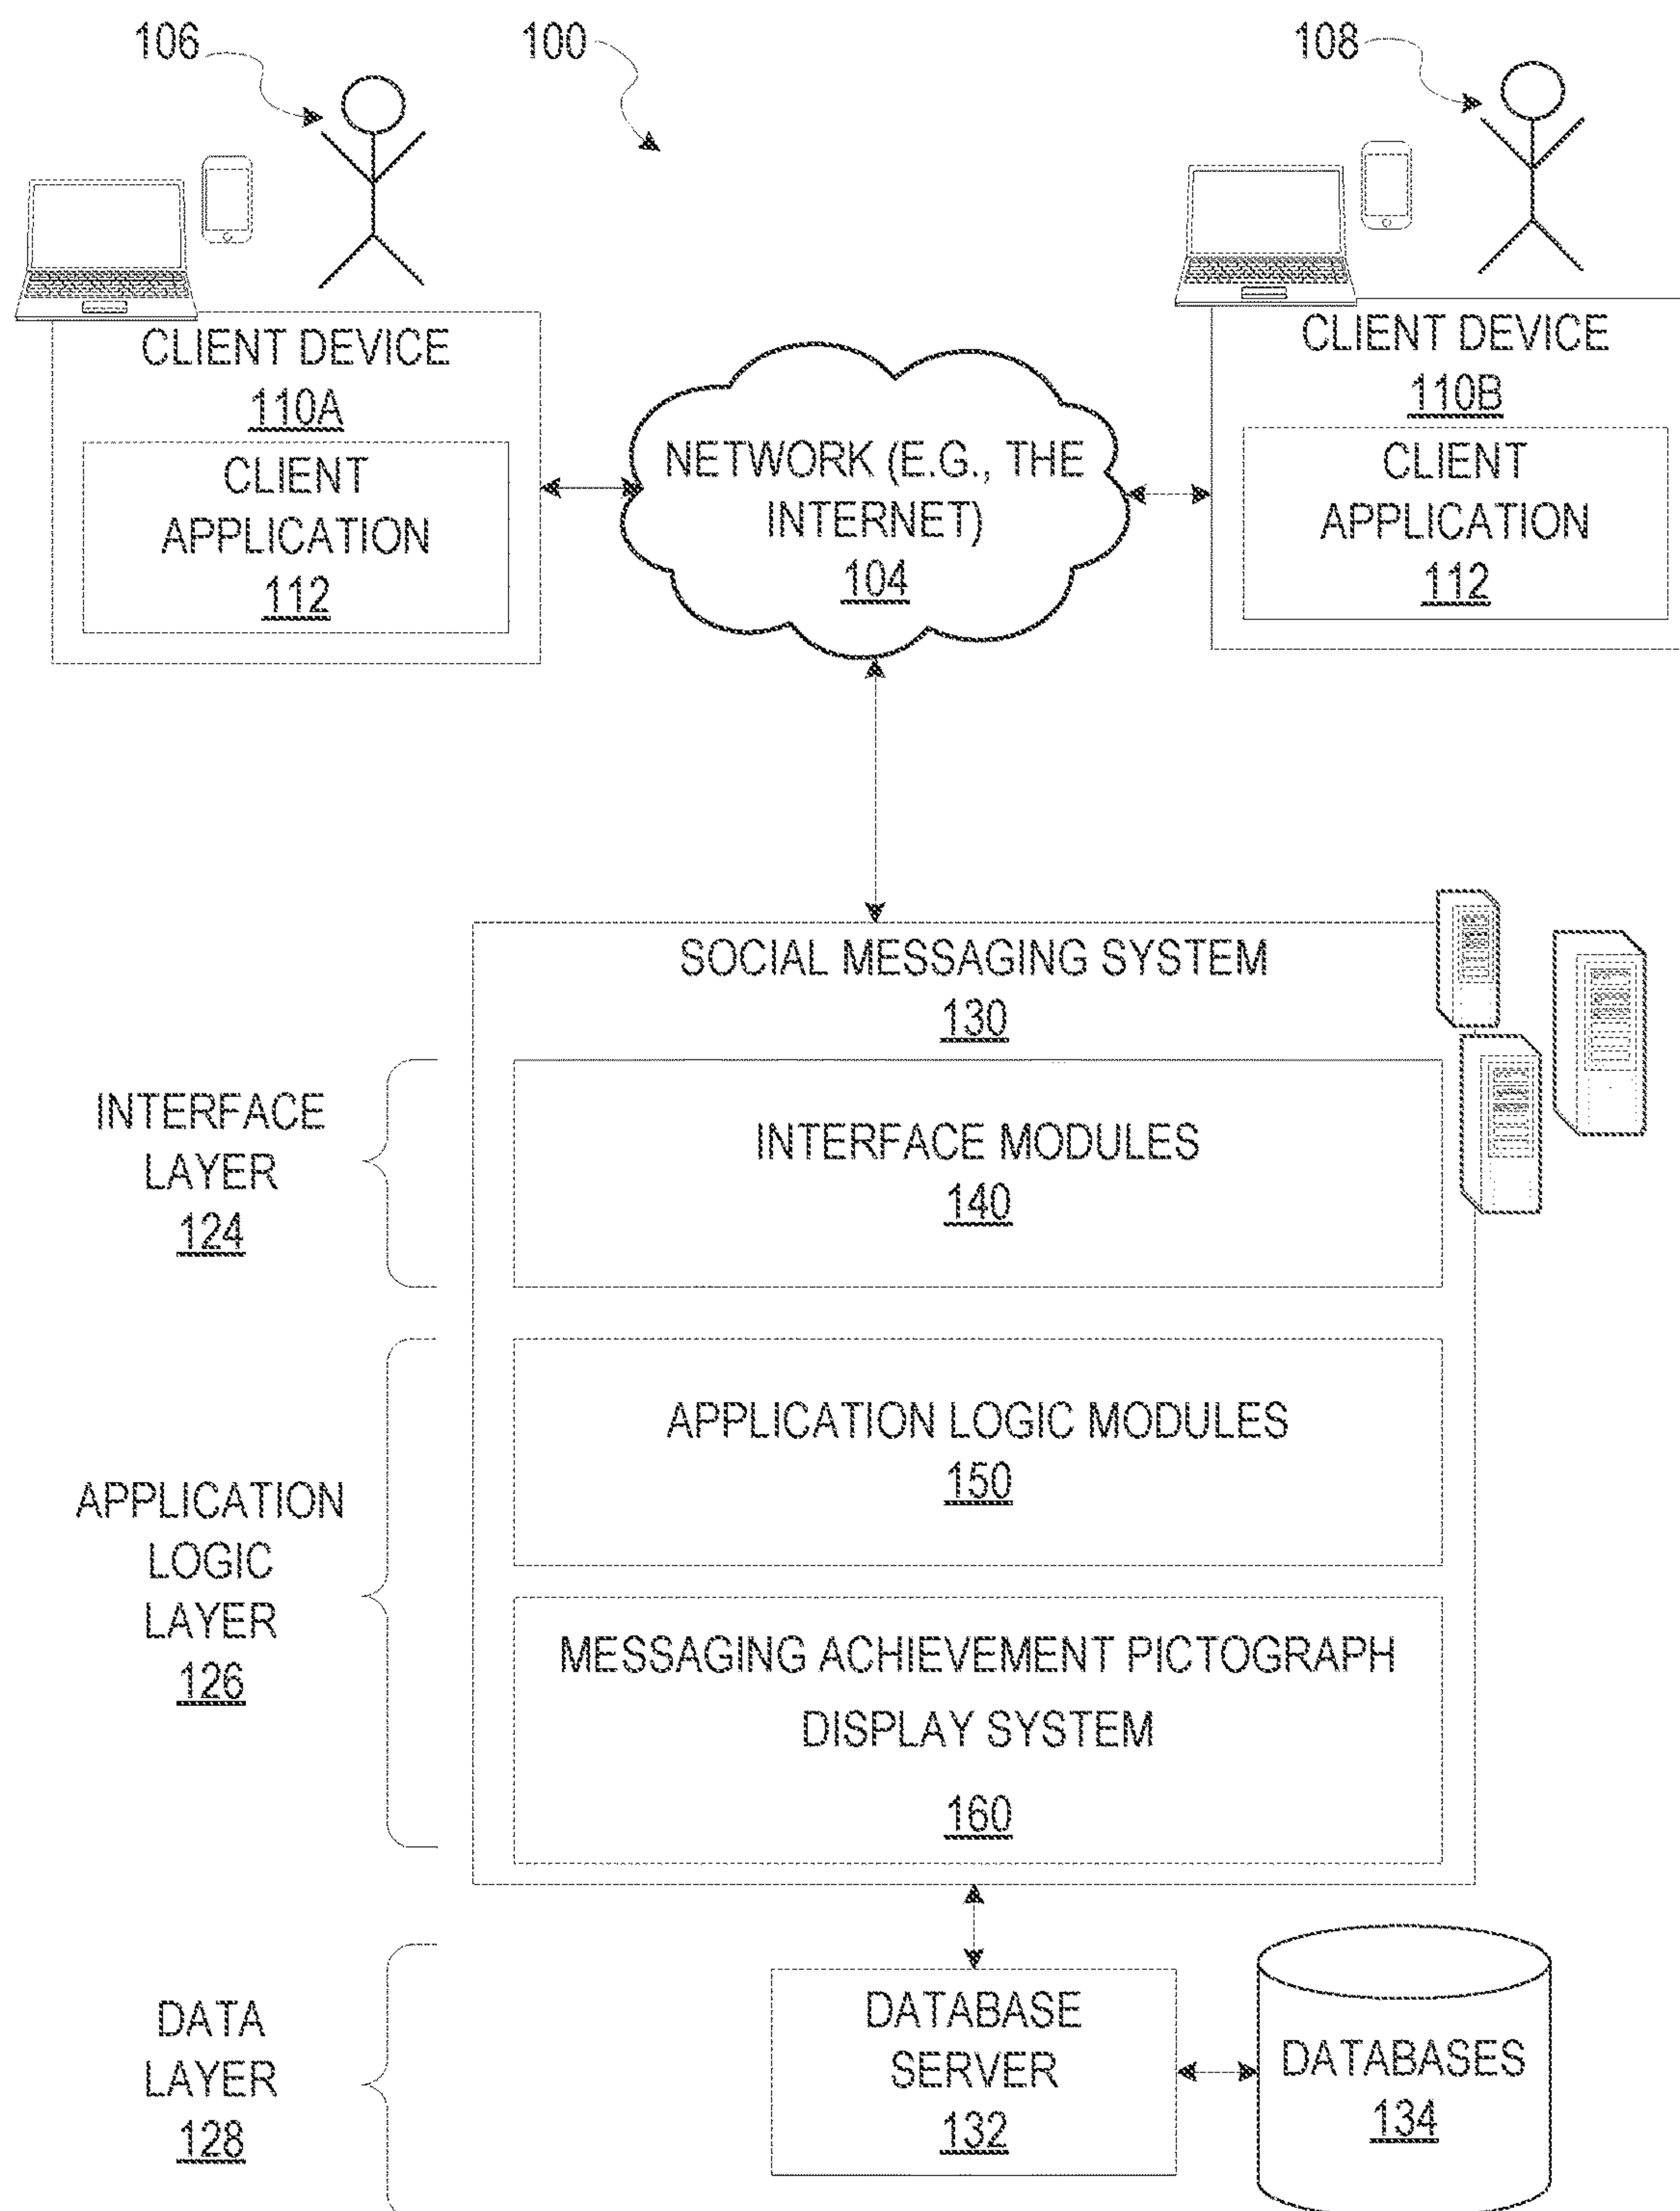 106
100
108
CLIENT DEVICE
110A
CLIENT
APPLICATION
112
NETWORK (E.G., THE
INTERNET)
104
CLIENT DEVICE
110B
CLIENT
APPLICATION
112
SOCIAL MESSAGING SYSTEM
130
INTERFACE
LAYER
124
INTERFACE MODULES
140
APPLICATION
LOGIC
LAYER
126
APPLICATION LOGIC MODULES
150
MESSAGING ACHIEVEMENT PICTOGRAPH
DISPLAY SYSTEM
160
DATA
LAYER
128
DATABASE
SERVER
132
DATABASES
134